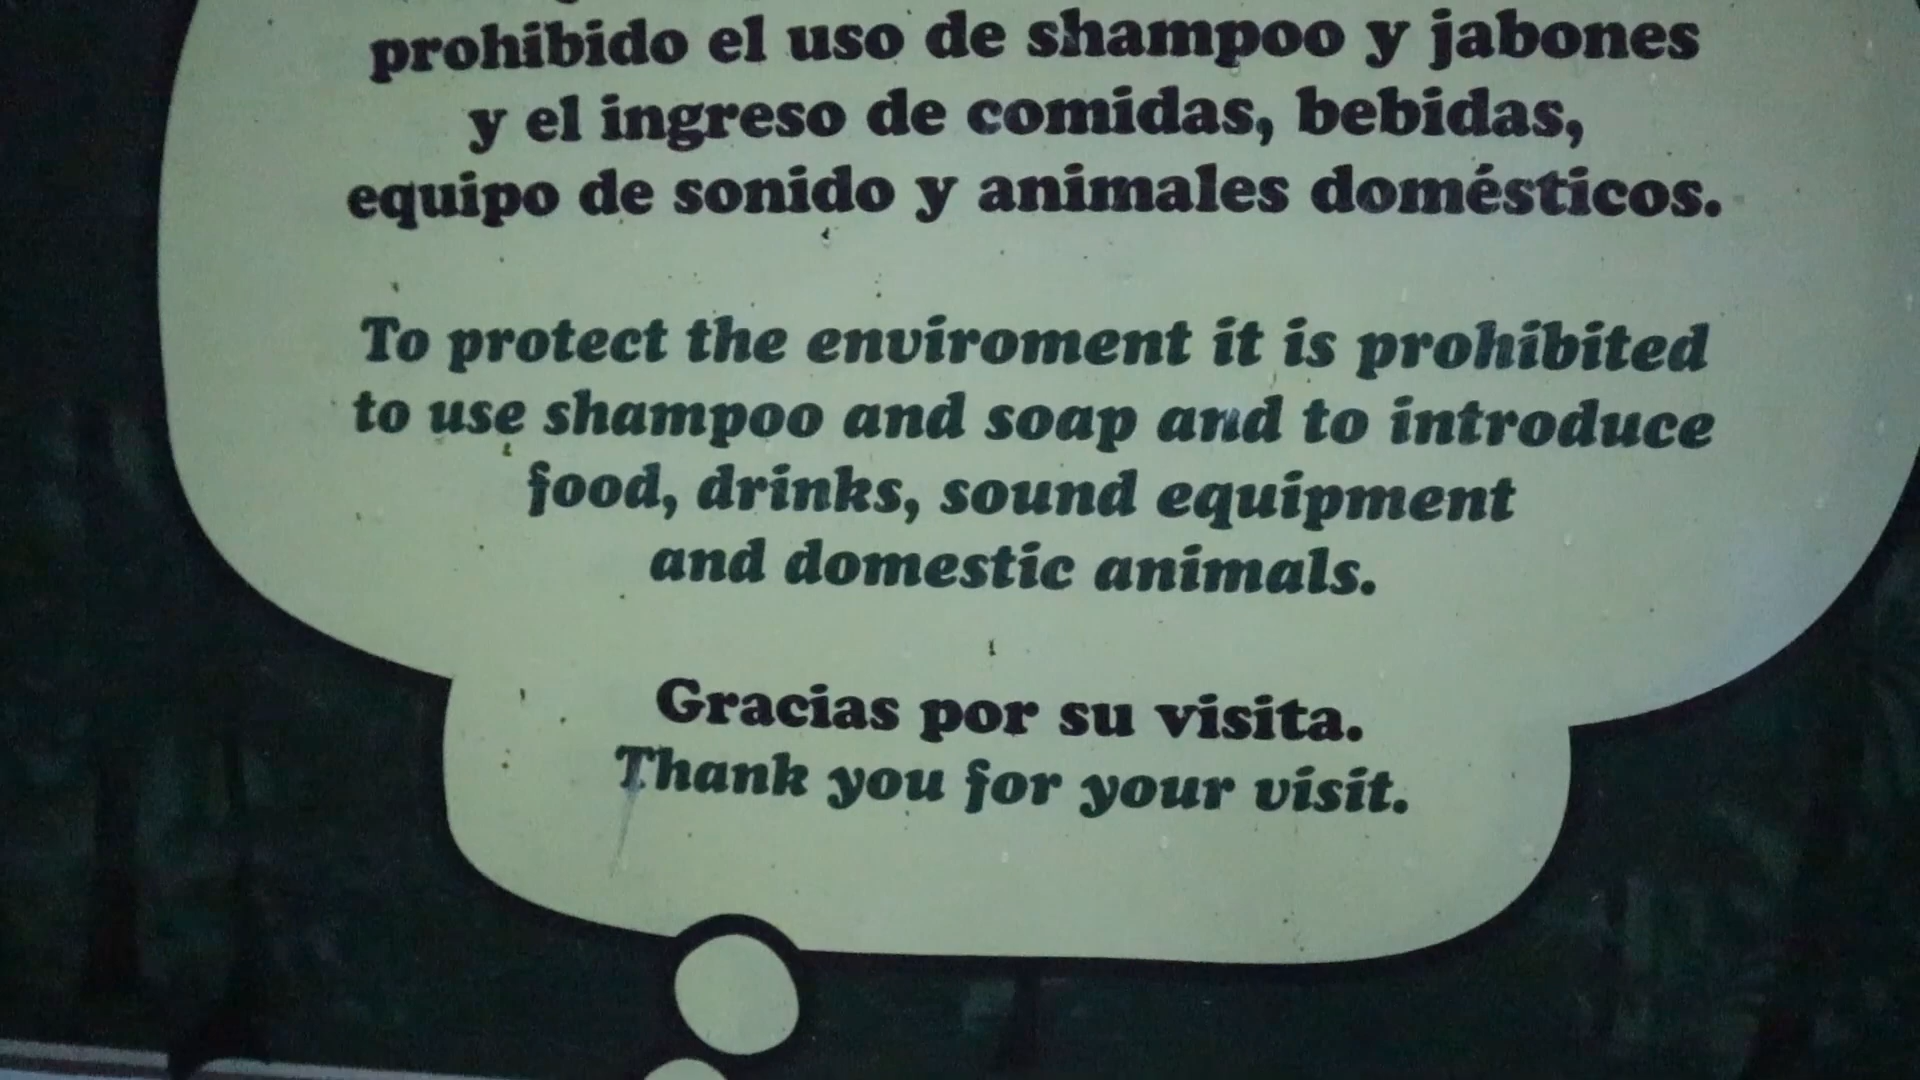 prohibido el uso de shampoo y jabones
y el ingreso de comidas, bebidas,
equipo de sonido y animales domésticos.
To protect the enviroment it is prohibited
to use shampoo and soap and to introduce
food, drinks, sound equipment
and domestic animals.
Gracias por su visita.
Thank you for your visit.